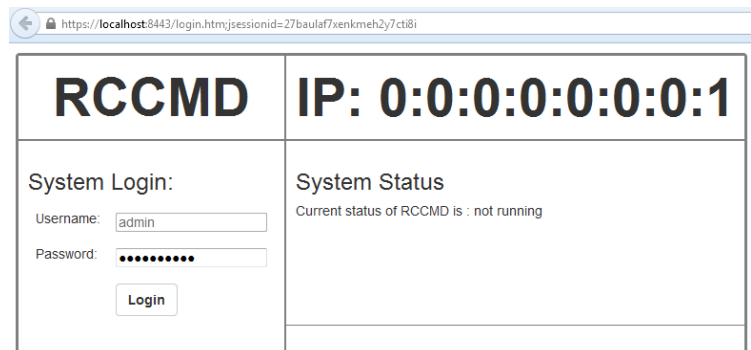 https://localhost:8443/login.htm;jsessionid=27baulaf7xenkmeh2y7cti8i
RCCMD
IP: 0:0:0:0:0:0:0:1
System Login:
Username: admin
Password: ●●●●●●●●●●
Login
System Status
Current status of RCCMD is : not running